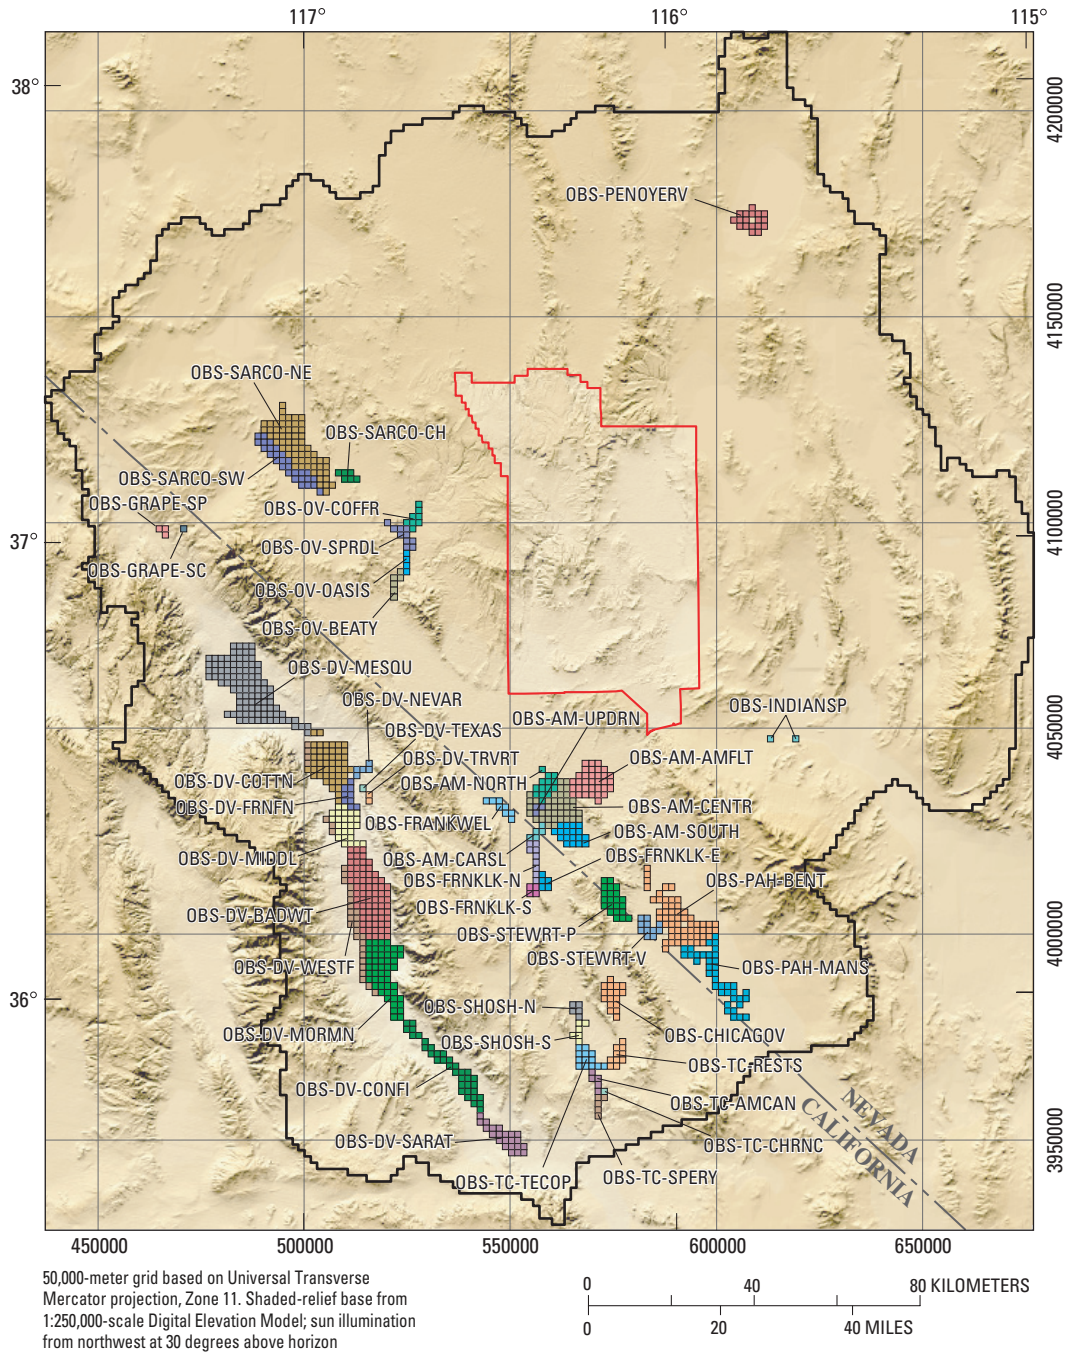 117°
116°
115°
38°
4200000
OBS-PENOYERV
4150000
OBS-SARCO-NE
OBS-SARCO-CH
OBS-SARCO-SW
OBS-GRAPE-SP
OBS-OV-COFFR
4100000
37°
OBS-OV-SPRDL
OBS-GRAPE-SC
OBS-OV-OASIS
OBS-OV-BEATY
OBS-DV-MESQU
OBS-DV-NEVAR
OBS-INDIANSP
OBS-AM-UPDRN
OBS-DV-TEXAS
4050000
OBS-DV-TRVRT
OBS-AM-AMFLT
OBS-DV-COTTN
OBS-AM-NORTH
OBS-DV-FRNFN
OBS-AM-CENTR
OBS-FRANKWEL
OBS-AM-SOUTH
OBS-DV-MIDDL
OBS-AM-CARSL
OBS-FRNKLK-E
OBS-FRNKLK-N
OBS-PAH-BENT
OBS-FRNKLK-S
OBS-DV-BADWT
OBS-STEWRT-P
4000000
OBS-STEWRT-V
OBS-DV-WESTF
OBS-PAH-MANS
36°
OBS-SHOSH-N
OBS-DV-MORMN
OBS-CHICAGOV
OBS-SHOSH-S
OBS-TC-RESTS
OBS-DV-CONFI
OBS-TC-AMCAN
NEVADA
CALIFORNIA
OBS-DV-SARAT
OBS-TC-CHRNC
3950000
OBS-TC-TECOP
OBS-TC-SPERY
450000
500000
550000
600000
650000
50,000-meter grid based on Universal Transverse
Mercator projection, Zone 11. Shaded-relief base from
1:250,000-scale Digital Elevation Model; sun illumination
from northwest at 30 degrees above horizon
0 40 80 KILOMETERS
0 20 40 MILES